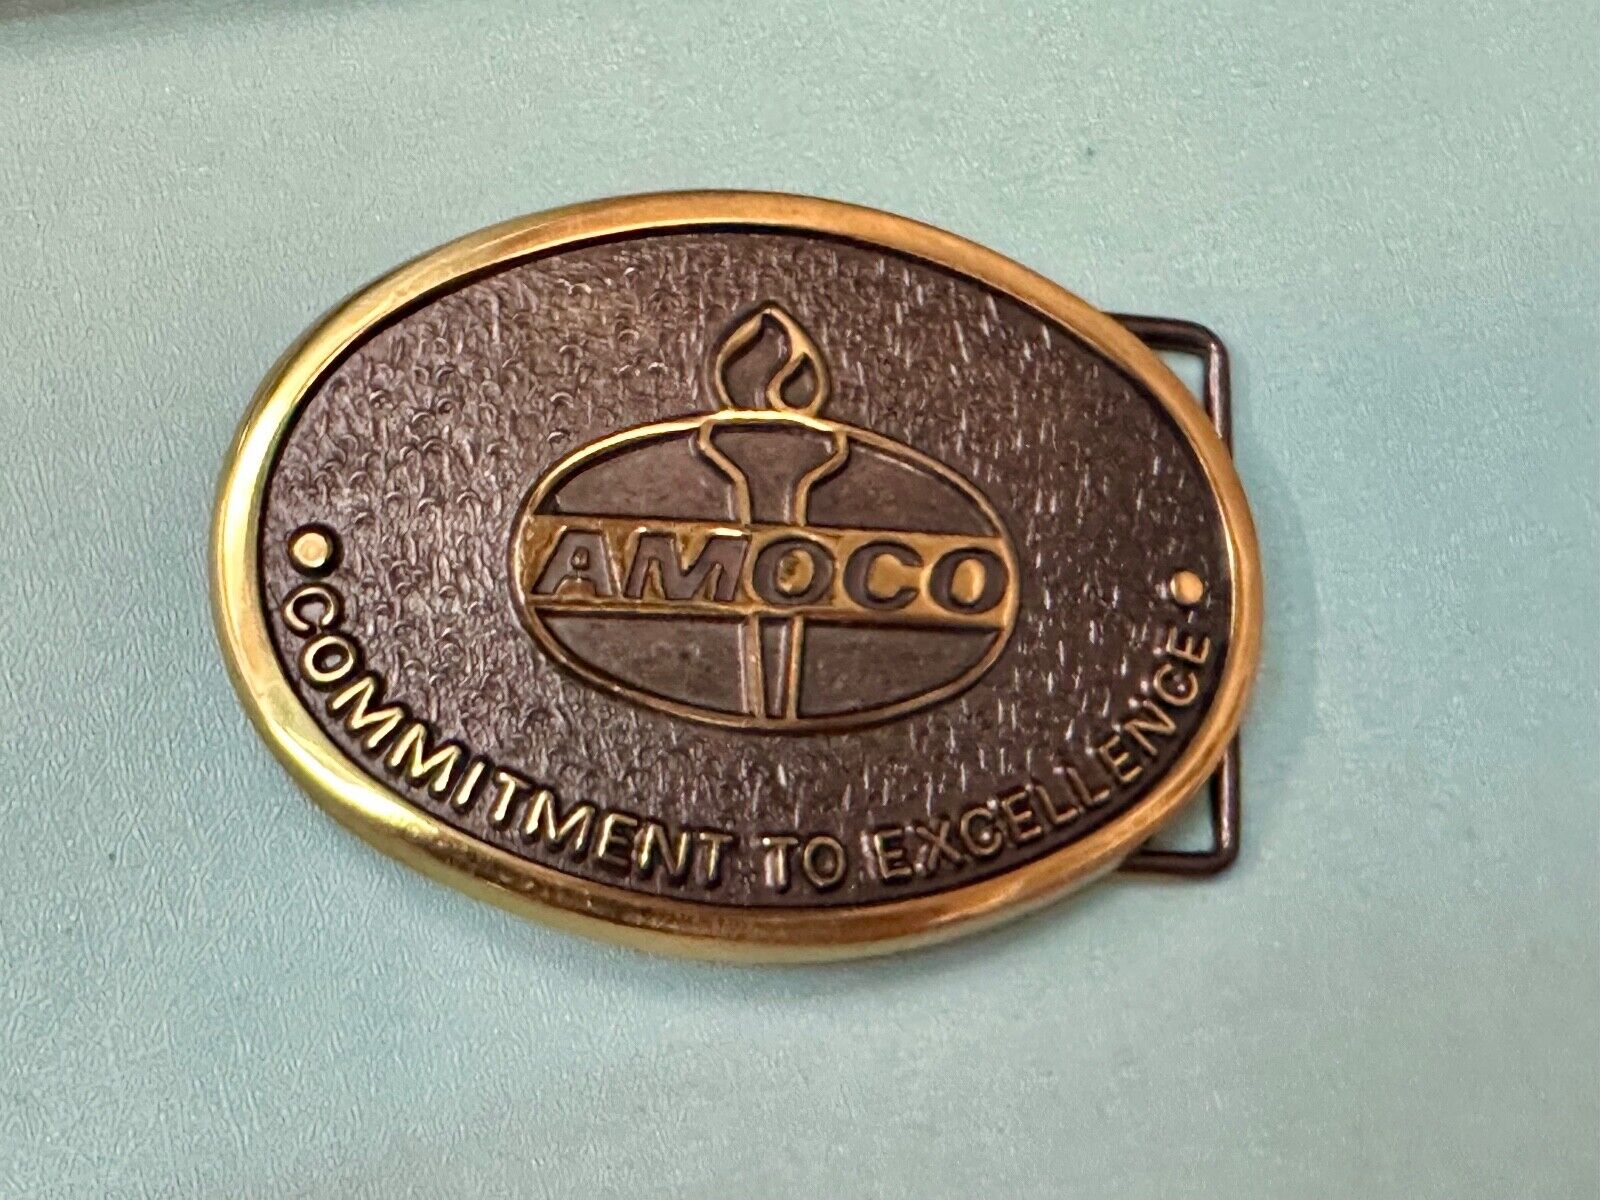 AMOCO
• COMMITMENT TO EXCELLENCE •